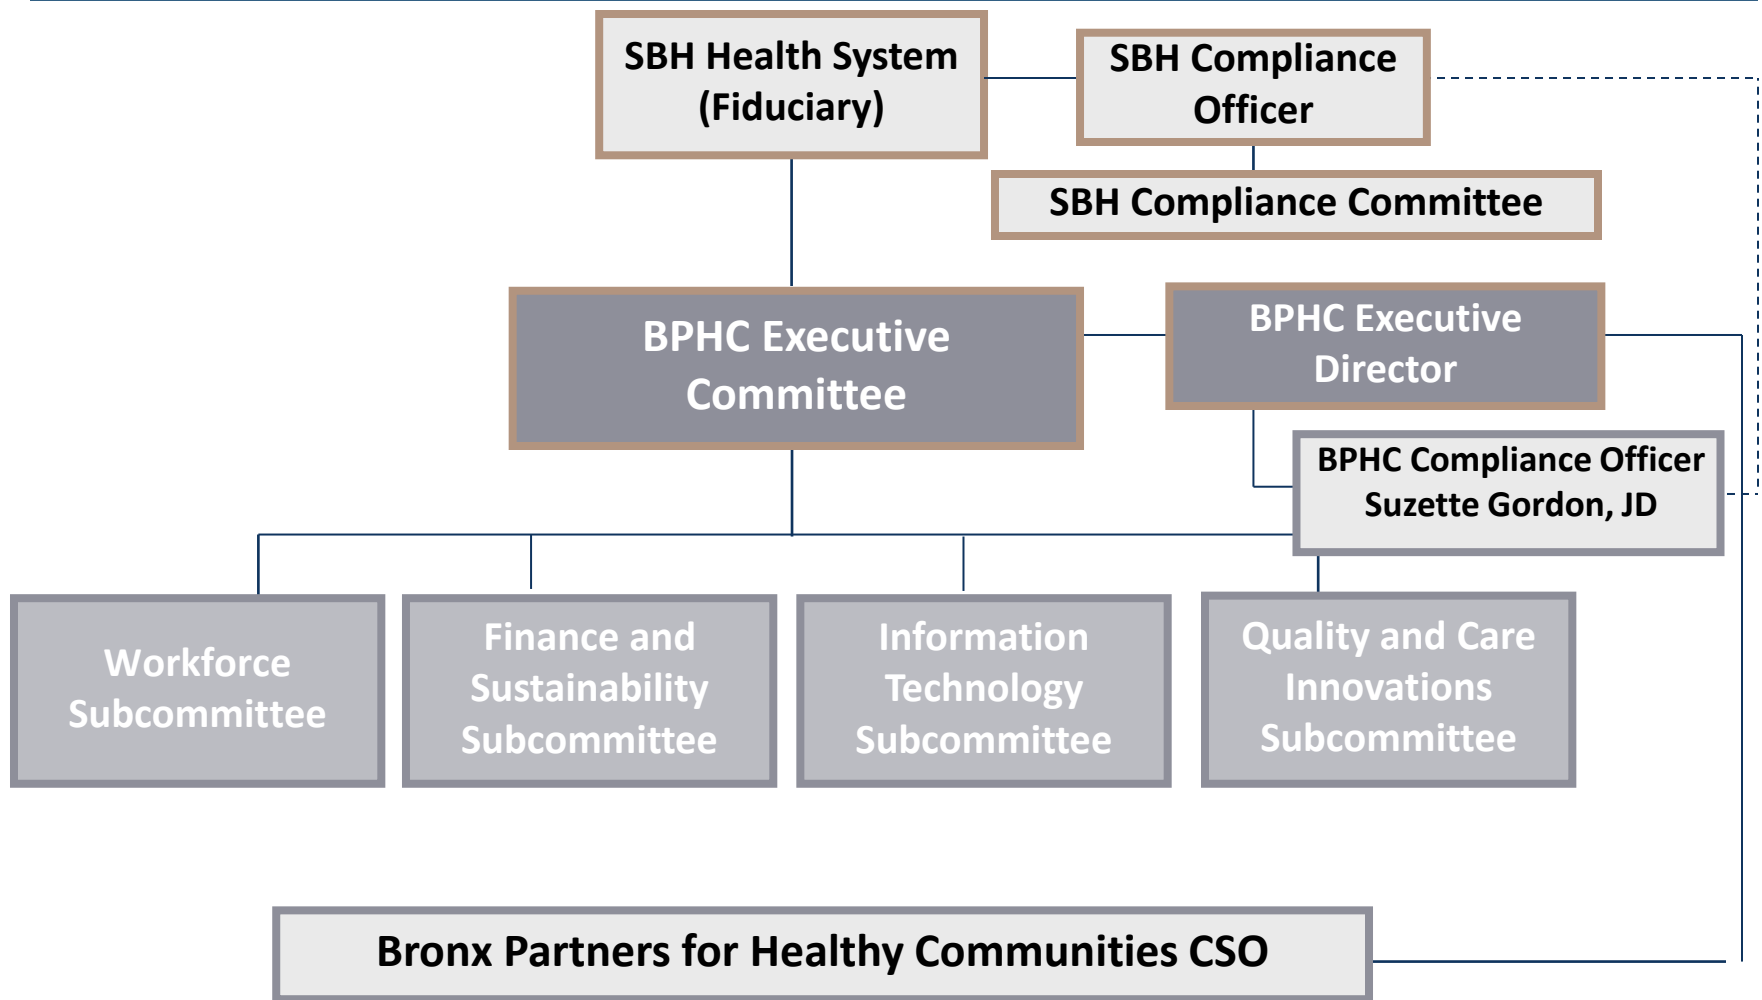 SBH Health System
(Fiduciary)
SBH Compliance
Officer
SBH Compliance Committee
BPHC Executive
Committee
BPHC Executive
Director
BPHC Compliance Officer
Suzette Gordon, JD
Workforce
Subcommittee
Finance and
Sustainability
Subcommittee
Information
Technology
Subcommittee
Quality and Care
Innovations
Subcommittee
Bronx Partners for Healthy Communities CSO